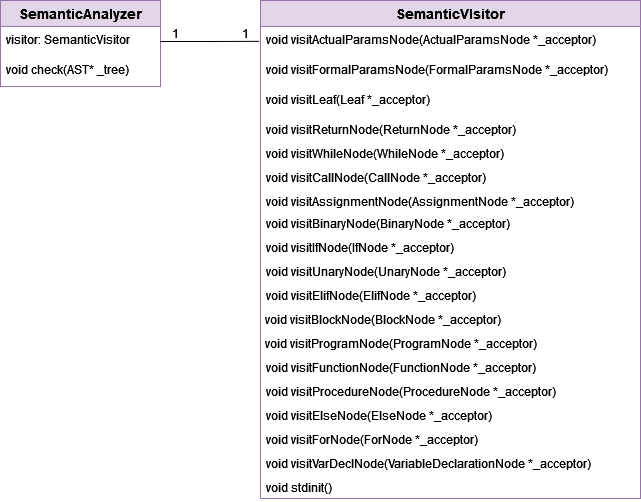 SemanticAnalyzer
visitor: SemanticVisitor
void check(AST* _tree)
1
1
SemanticVIsitor
void visitActualParamsNode(ActualParamsNode *_acceptor)
void visitFormalParamsNode(FormalParamsNode *_acceptor)
void visitLeaf(Leaf *_acceptor)
void visitReturnNode(ReturnNode *_acceptor)
void visitWhileNode(WhileNode *_acceptor)
void visitCallNode(CallNode *_acceptor)
void visitAssignmentNode(AssignmentNode *_acceptor)
void visitBinaryNode(BinaryNode *_acceptor)
void visitIfNode(IfNode *_acceptor)
void visitUnaryNode(UnaryNode *_acceptor)
void visitElifNode(ElifNode *_acceptor)
void visitBlockNode(BlockNode *_acceptor)
void visitProgramNode(ProgramNode *_acceptor)
void visitFunctionNode(FunctionNode *_acceptor)
void visitProcedureNode(ProcedureNode *_acceptor)
void visitElseNode(ElseNode *_acceptor)
void visitForNode(ForNode *_acceptor)
void visitVarDeclNode(VariableDeclarationNode *_acceptor)
void stdinit()